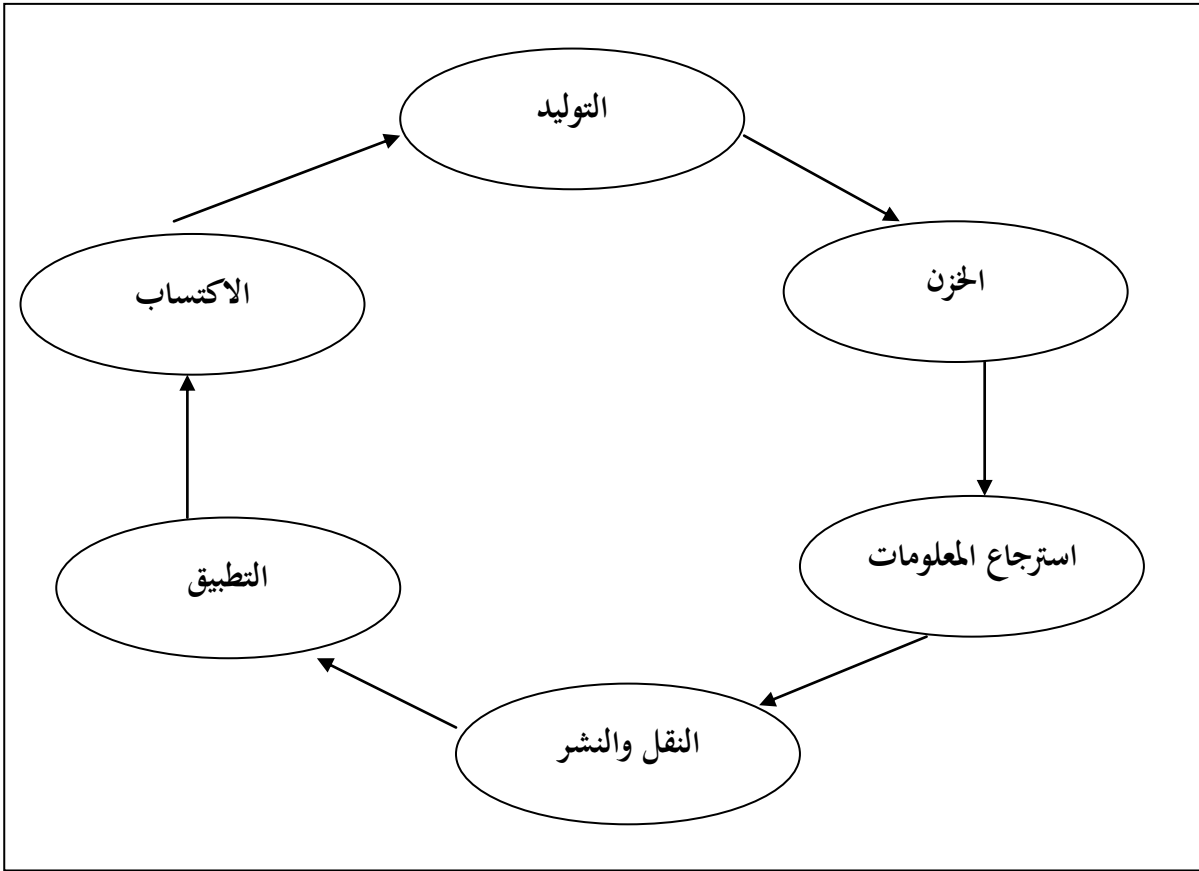 التوليد
الخزن
استرجاع المعلومات
النقل والنشر
التطبيق
الاكتساب